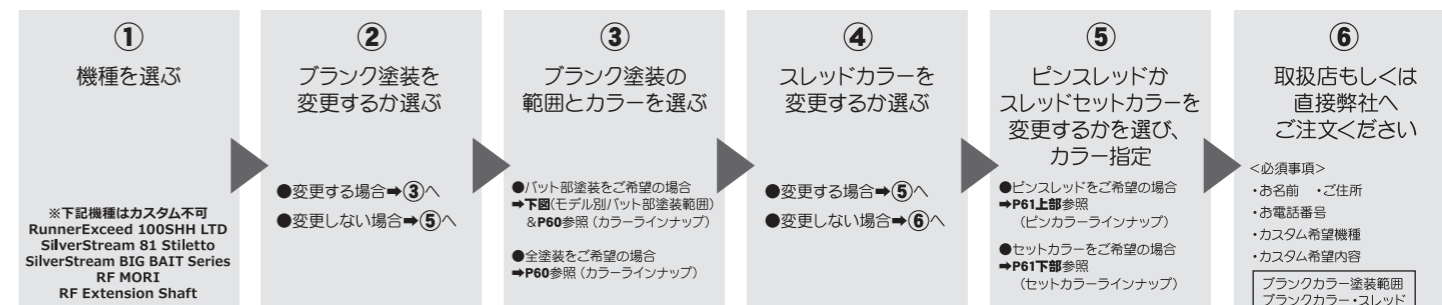 ①
機種を選ぶ
※下記機種はカスタム不可
RunnerExceed 100SHH LTD
SilverStream 81 Stiletto
SilverStream BIG BAIT Series
RF MORI
RF Extension Shaft
②
ブランク塗装を
変更するか選ぶ
●変更する場合➡③へ
●変更しない場合➡⑤へ
③
ブランク塗装の
範囲とカラーを選ぶ
●バット部塗装をご希望の場合
➡下図(モデル別バット部塗装範囲)
&P60参照(カラーラインナップ)
●全塗装をご希望の場合
➡P60参照(カラーラインナップ)
④
スレッドカラーを
変更するか選ぶ
●変更する場合➡⑤へ
●変更しない場合➡⑥へ
⑤
ピンスレッドか
スレッドセットカラーを
変更するかを選び、
カラー指定
●ピンスレッドをご希望の場合
➡P61上部参照
(ピンカラーラインナップ)
●セットカラーをご希望の場合
➡P61下部参照
(セットカラーラインナップ)
⑥
取扱店もしくは
直接弊社へ
ご注文ください
<必須事項>
・お名前 ・ご住所
・お電話番号
・カスタム希望機種
・カスタム希望内容
ブランクカラー塗装範囲
ブランクカラー・スレッド